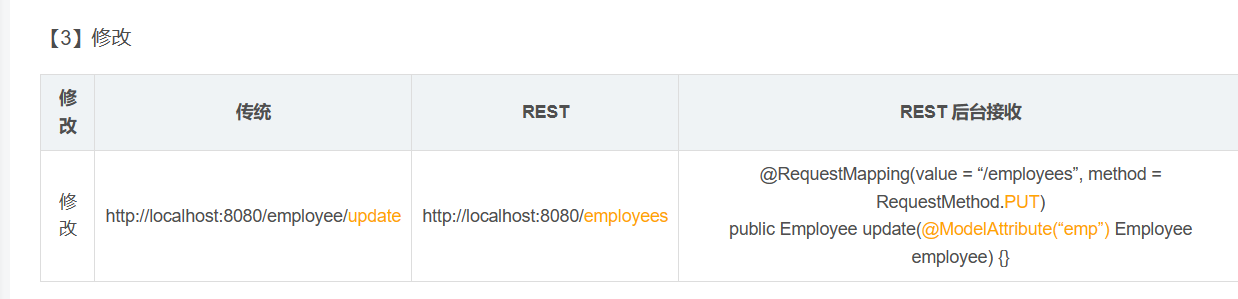 【3】修改
修
改
传统
REST
REST 后台接收
修
改
http://localhost:8080/employee/update
http://localhost:8080/employees
@RequestMapping(value = “/employees”, method =
RequestMethod.PUT)
public Employee update(@ModelAttribute(“emp”) Employee
employee) {}